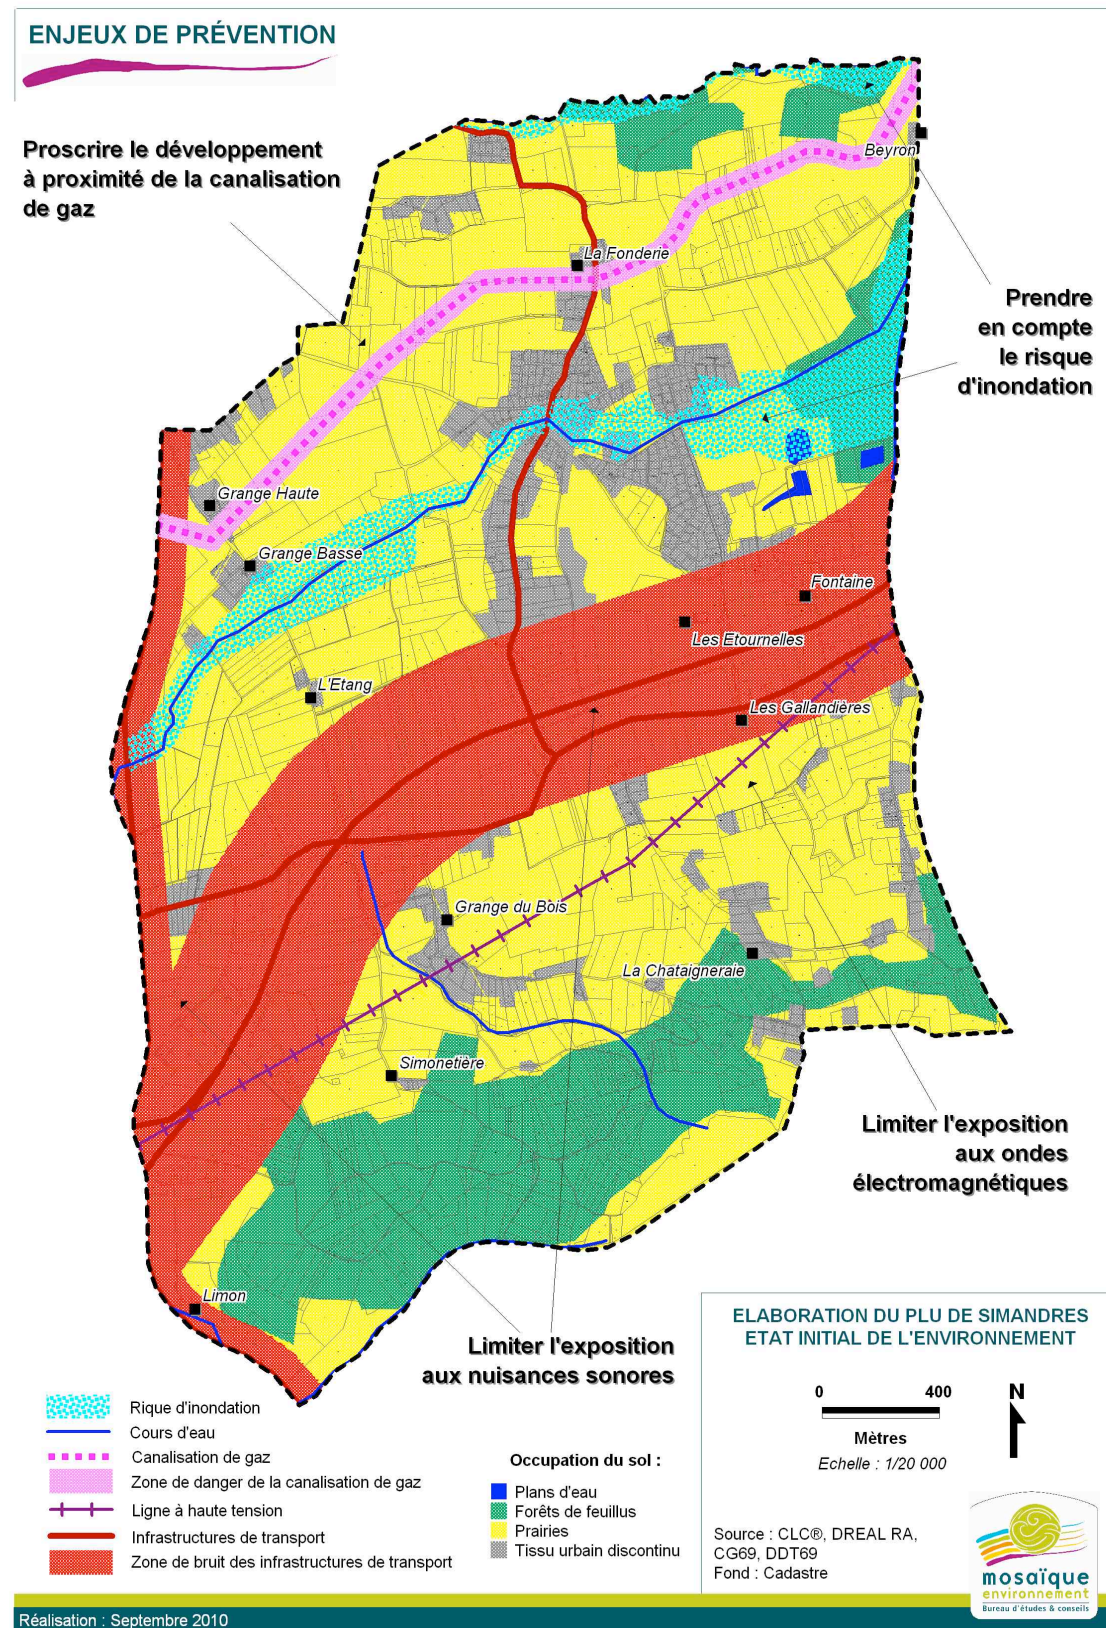 ENJEUX DE PRÉVENTION
Proscrire le développement
à proximité de la canalisation
de gaz
Beyron
La Fonderie
Prendre
en compte
le risque
d'inondation
Grange Haute
Grange Basse
Fontaine
Les Etournelles
L'Etang
Les Gallandières
Grange du Bois
La Chataigneraie
Simonetière
Limiter l'exposition
aux ondes
électromagnétiques
Limon
Limiter l'exposition
aux nuisances sonores
ELABORATION DU PLU DE SIMANDRES
ETAT INITIAL DE L'ENVIRONNEMENT
0 400
Mètres
Echelle : 1/20 000
N
Rique d'inondation
Cours d'eau
Canalisation de gaz
Zone de danger de la canalisation de gaz
Ligne à haute tension
Infrastructures de transport
Zone de bruit des infrastructures de transport
Occupation du sol :
Plans d'eau
Forêts de feuillus
Prairies
Tissu urbain discontinu
Source : CLC®, DREAL RA,
CG69, DDT69
Fond : Cadastre
mosaïque
environnement
Bureau d'études & conseils
Réalisation : Septembre 2010